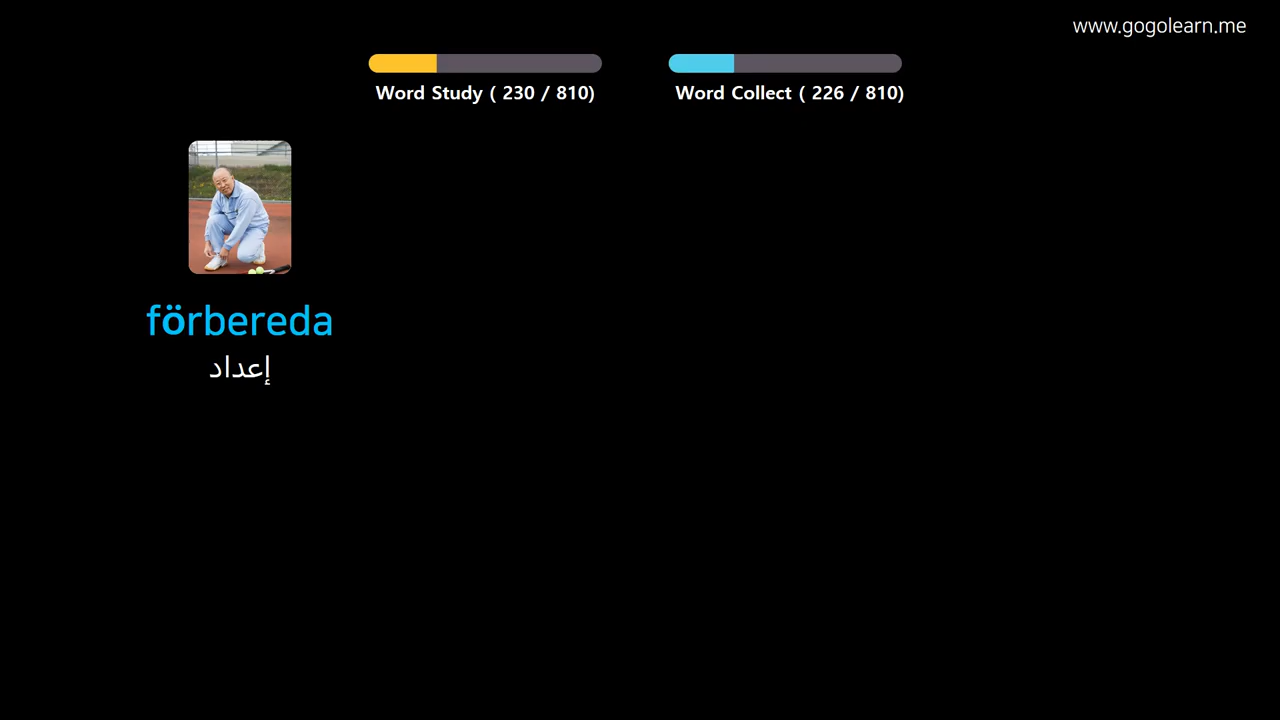 www.gogolearn.me
Word Study ( 230 / 810)
Word Collect ( 226 / 810)
förbereda
إعداد